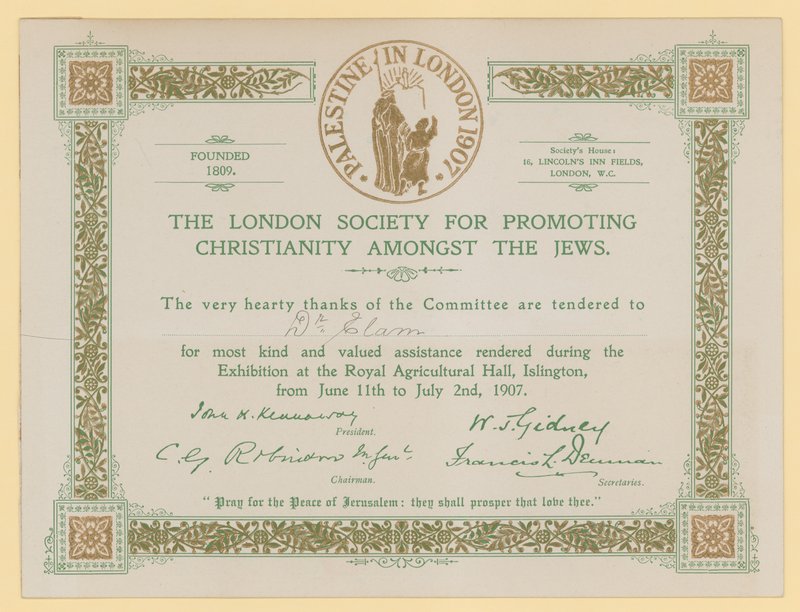 PALESTINE IN LONDON 1907
FOUNDED
1809.
Society's House:
16, LINCOLN'S INN FIELDS,
LONDON, W.C.
THE LONDON SOCIETY FOR PROMOTING
CHRISTIANITY AMONGST THE JEWS.
The very hearty thanks of the Committee are tendered to
Dr. Elam
for most kind and valued assistance rendered during the
Exhibition at the Royal Agricultural Hall, Islington,
from June 11th to July 2nd, 1907.
John H. Kennaway
President.
W. J. Gidney
C. G. Robinson
Chairman.
Francis L. Denman
Secretaries.
"Pray for the Peace of Jerusalem: they shall prosper that love thee."